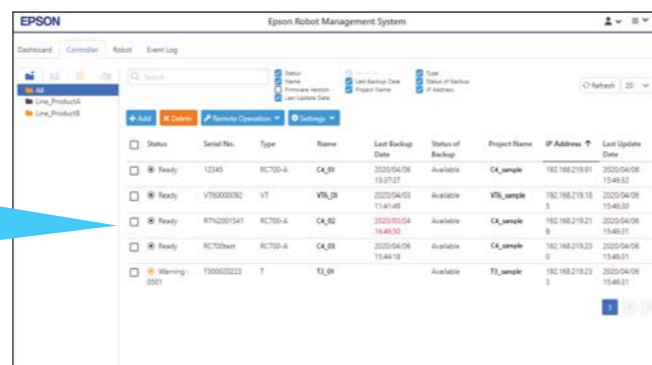 EPSON
Epson Robot Management System
Dashboard Controller Robot Event Log
All
Line_ProductA
Line_ProductB
Search
Status
Name
Firmware Version
Last Update Date
Last Backup Date
Project Name
Type
Status of Backup
IP Address
Refresh 20
Add Delete Remote Operation Settings
Status Serial No. Type Name Last Backup Date Status of Backup Project Name IP Address Last Update Date
Ready 12345 RC700-A C4_01 2020/04/06 Available C4_sample 192.168.219.91 2020/04/06
13:37:37 15:46:32
Ready VT60000092 VT VT6_01 2020/04/03 Available VT6_sample 192.168.219.18 2020/04/06
11:41:49 5 15:46:30
Ready R7N2001541 RC700-A C4_02 2020/03/04 Available C4_sample 192.168.219.21 2020/04/06
16:46:50 15:46:31
Ready RC700test RC700-A C4_03 2020/04/06 Available C4_sample 192.168.219.23 2020/04/06
15:44:18 0 15:46:31
Warning : T300020223 T T3_01 Available T3_sample 192.168.219.23 2020/04/06
0501 15:46:31
1